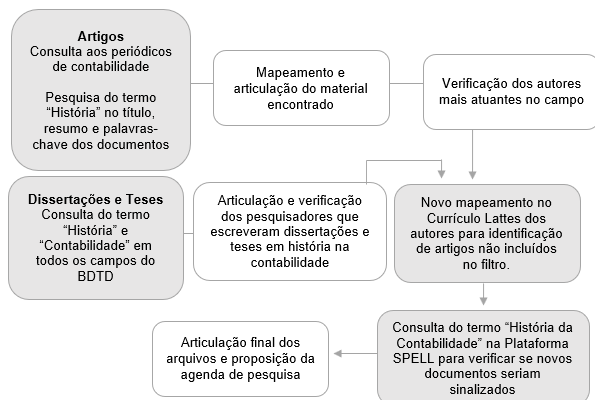 Artigos
Consulta aos periódicos
de contabilidade
Pesquisa do termo
“História” no título,
resumo e palavras-
chave dos documentos
Mapeamento e
articulação do material
encontrado
Verificação dos autores
mais atuantes no campo
Dissertações e Teses
Consulta do termo
“História” e
“Contabilidade” em
todos os campos do
BDTD
Articulação e verificação
dos pesquisadores que
escreveram dissertações e
teses em história na
contabilidade
Novo mapeamento no
Currículo Lattes dos
autores para identificação
de artigos não incluídos
no filtro.
Consulta do termo “História da
Contabilidade” na Plataforma
SPELL para verificar se novos
documentos seriam
sinalizados
Articulação final dos
arquivos e proposição da
agenda de pesquisa